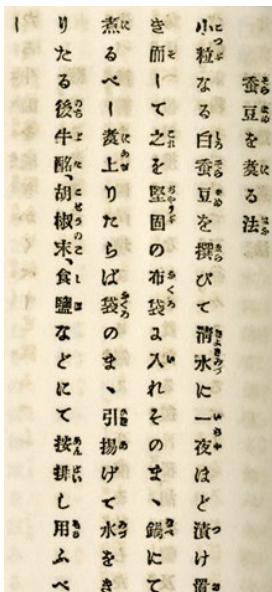 蚕豆を煑る法
小粒なる白蚕豆を撰びて清水に一夜ほど漬け置
き而して之を堅固の布袋に入れそのまゝ鍋にて
煮るべし煑上りたらば袋のまゝ引揚げて水をき
りたる後牛酪、胡椒末、食鹽などにて按排し用ふべ
し